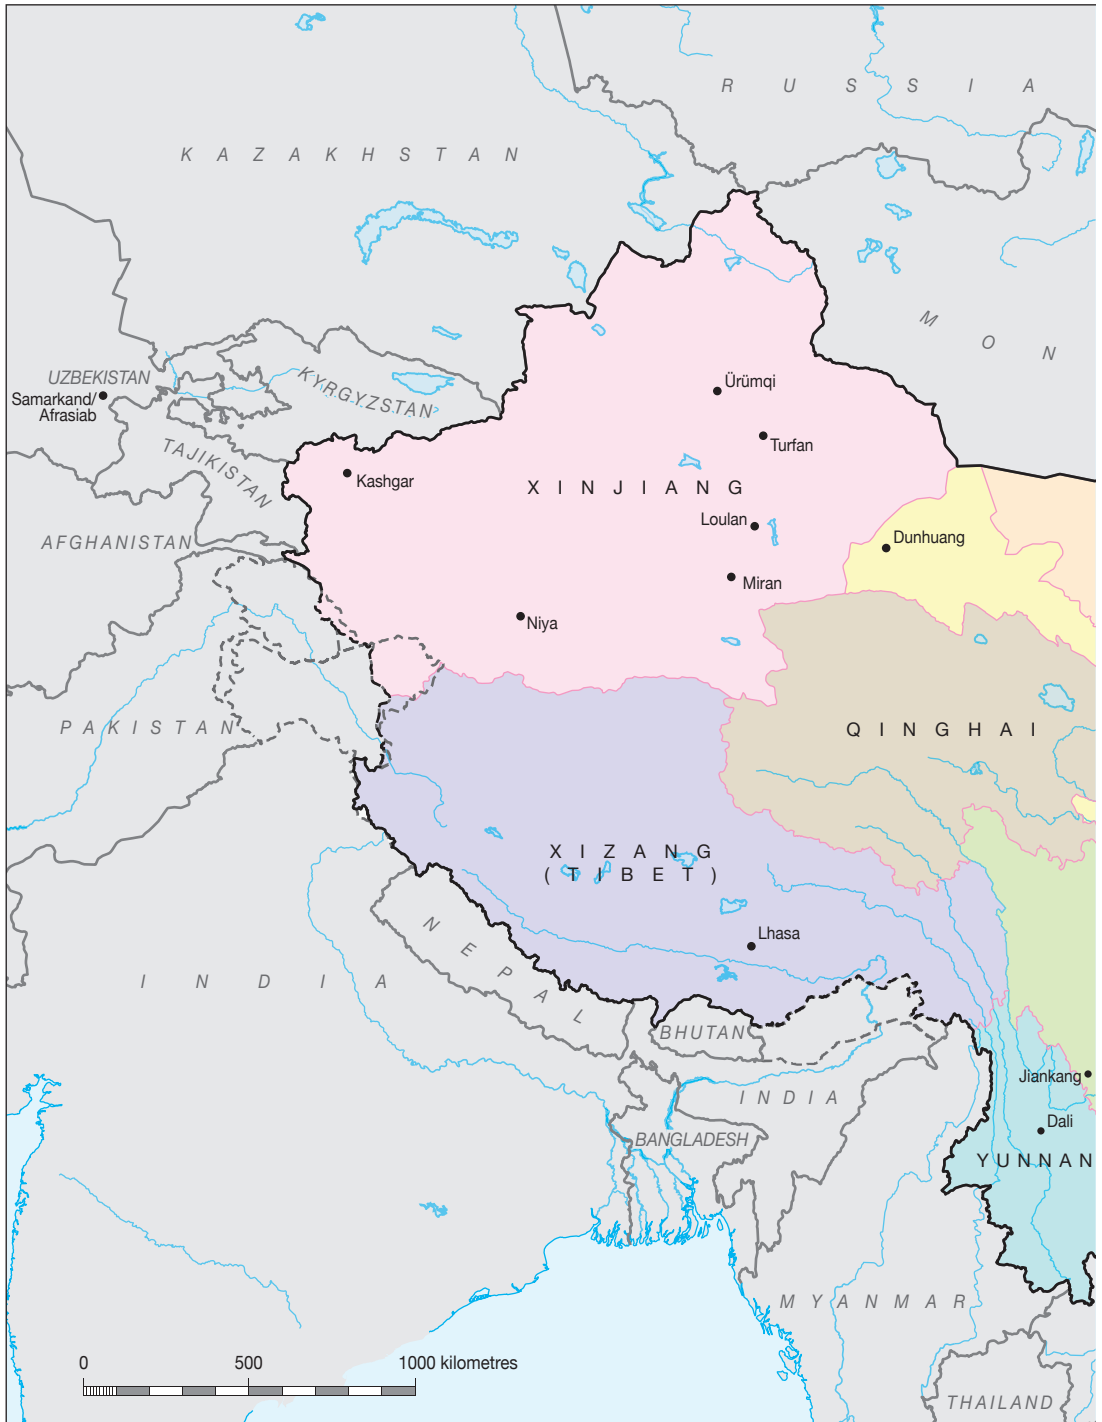 R U S S I A
K A Z A K H S T A N
M O N
UZBEKISTAN
Samarkand/
Afrasiab
KYRGYZSTAN
Ürümqi
Turfan
TAJIKISTAN
Kashgar
X I N J I A N G
Loulan
Dunhuang
AFGHANISTAN
Miran
Niya
P A K I S T A N
Q I N G H A I
X I Z A N G
( T I B E T )
Lhasa
N E P A L
I N D I A
BHUTAN
Jiankang
I N D I A
Dali
BANGLADESH
YUNNAN
M Y A N M A R
0 500 1000 kilometres
THAILAND